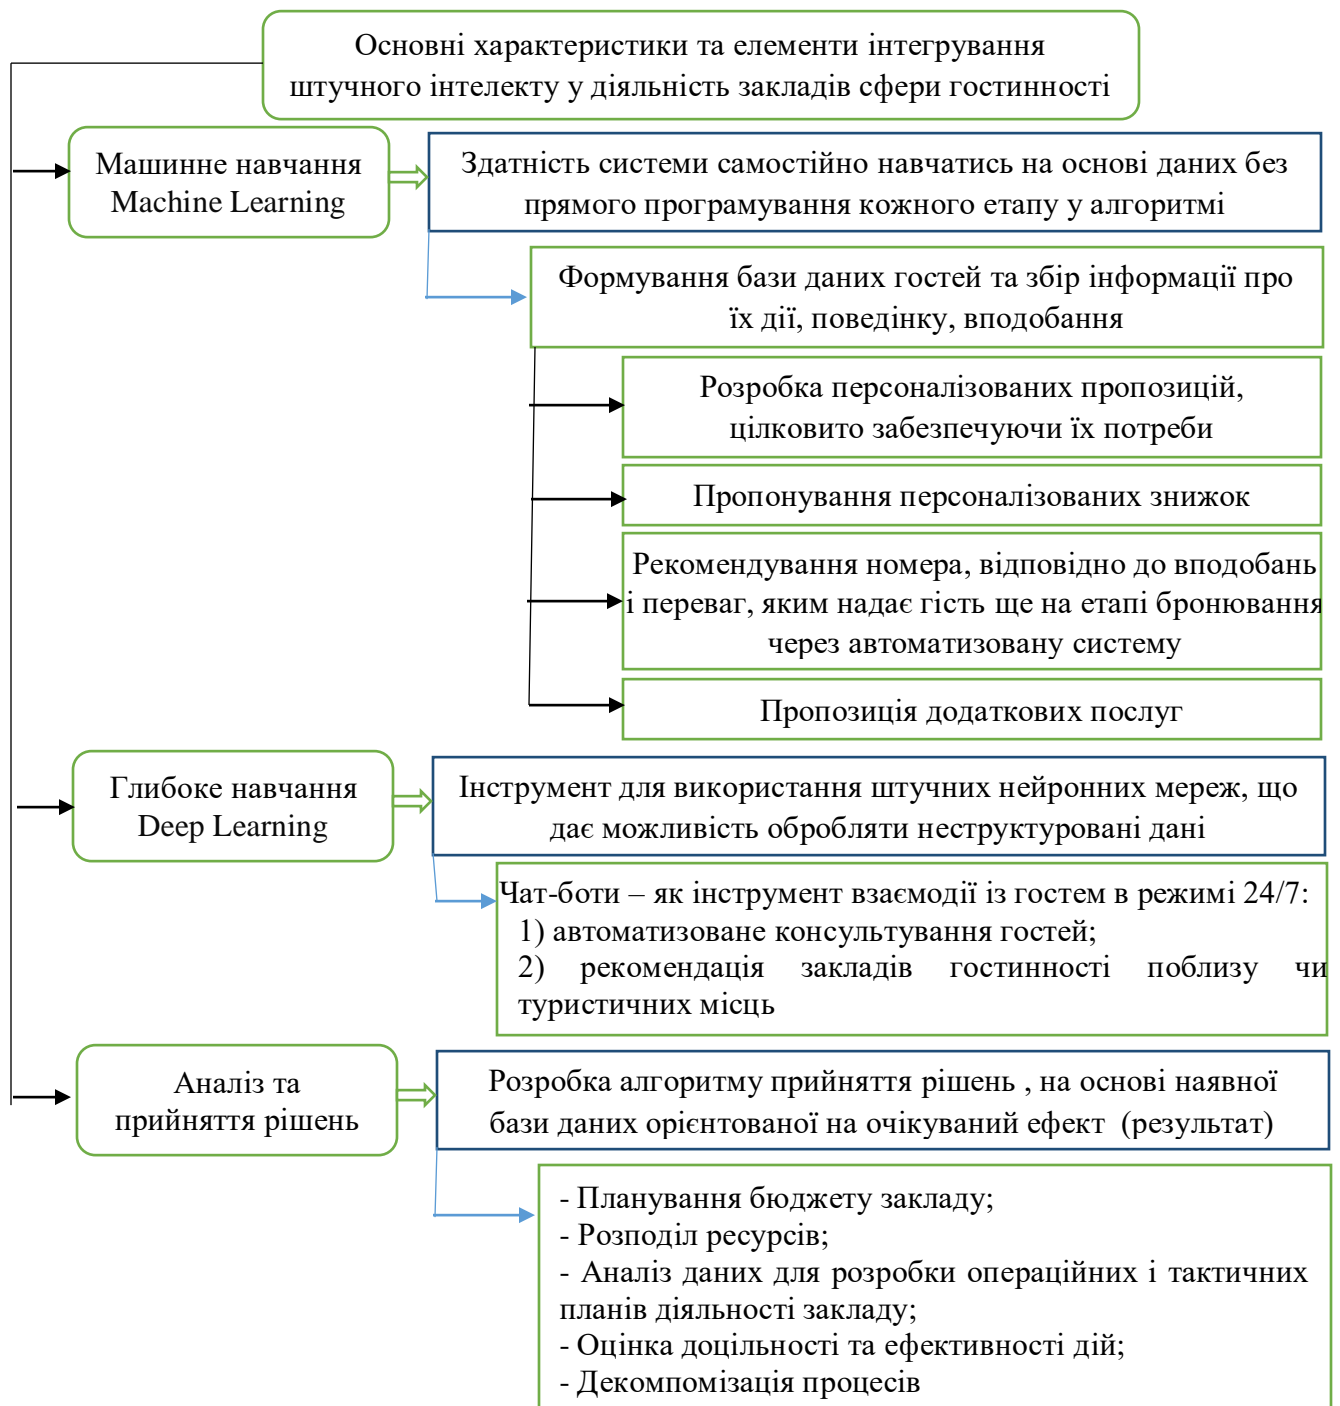 Основні характеристики та елементи інтегрування
штучного інтелекту у діяльність закладів сфери гостинності
Машинне навчання
Machine Learning
Здатність системи самостійно навчатись на основі даних без
прямого програмування кожного етапу у алгоритмі
Формування бази даних гостей та збір інформації про
їх дії, поведінку, вподобання
Розробка персоналізованих пропозицій,
цілковито забезпечуючи їх потреби
Пропонування персоналізованих знижок
Рекомендування номера, відповідно до вподобань
і переваг, яким надає гість ще на етапі бронювання
через автоматизовану систему
Пропозиція додаткових послуг
Глибоке навчання
Deep Learning
Інструмент для використання штучних нейронних мереж, що
дає можливість обробляти неструктуровані дані
Чат-боти – як інструмент взаємодії із гостем в режимі 24/7:
1) автоматизоване консультування гостей;
2) рекомендація закладів гостинності поблизу чи
туристичних місць
Аналіз та
прийняття рішень
Розробка алгоритму прийняття рішень , на основі наявної
бази даних орієнтованої на очікуваний ефект (результат)
- Планування бюджету закладу;
- Розподіл ресурсів;
- Аналіз даних для розробки операційних і тактичних
планів діяльності закладу;
- Оцінка доцільності та ефективності дій;
- Декомпомізація процесів